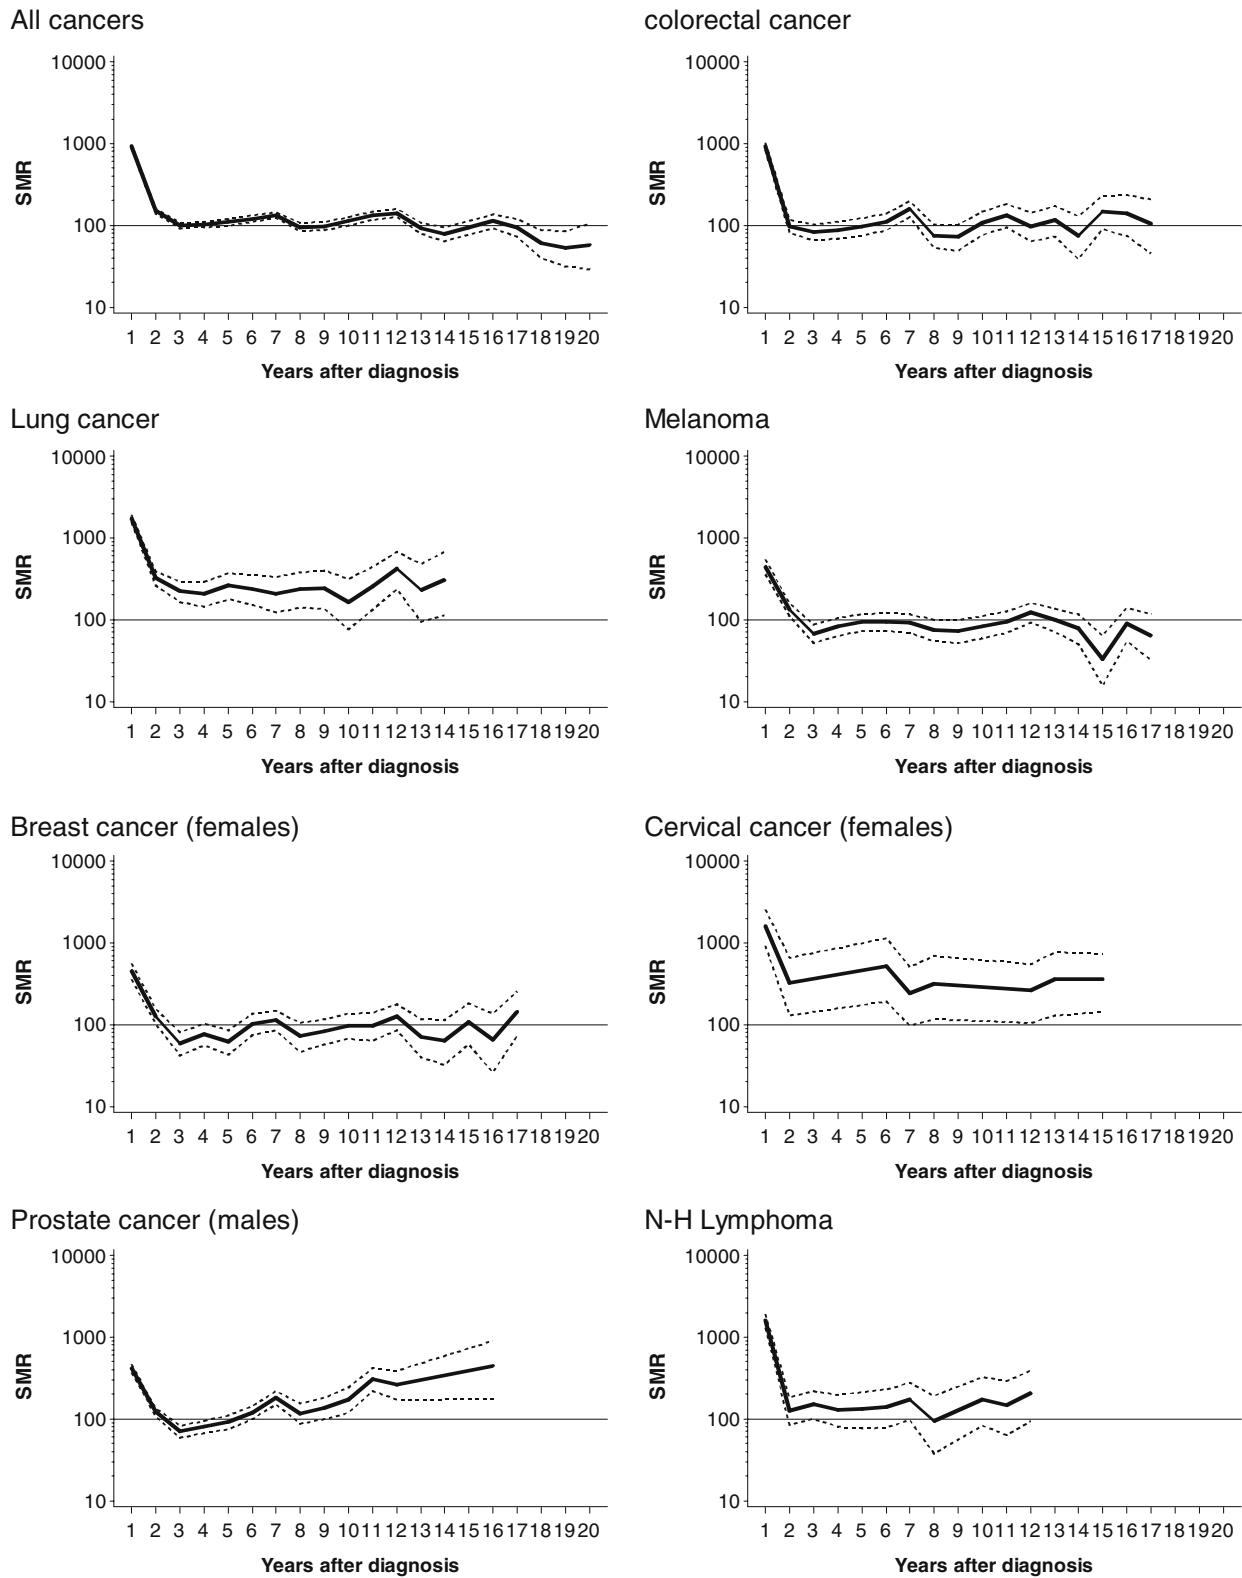 All cancers
10000
1000
100
10
SMR
1 2 3 4 5 6 7 8 9 10 11 12 13 14 15 16 17 18 19 20
Years after diagnosis
colorectal cancer
10000
1000
100
10
SMR
1 2 3 4 5 6 7 8 9 10 11 12 13 14 15 16 17 18 19 20
Years after diagnosis
Lung cancer
10000
1000
100
10
SMR
1 2 3 4 5 6 7 8 9 10 11 12 13 14 15 16 17 18 19 20
Years after diagnosis
Melanoma
10000
1000
100
10
SMR
1 2 3 4 5 6 7 8 9 10 11 12 13 14 15 16 17 18 19 20
Years after diagnosis
Breast cancer (females)
10000
1000
100
10
SMR
1 2 3 4 5 6 7 8 9 10 11 12 13 14 15 16 17 18 19 20
Years after diagnosis
Cervical cancer (females)
10000
1000
100
10
SMR
1 2 3 4 5 6 7 8 9 10 11 12 13 14 15 16 17 18 19 20
Years after diagnosis
Prostate cancer (males)
10000
1000
100
10
SMR
1 2 3 4 5 6 7 8 9 10 11 12 13 14 15 16 17 18 19 20
Years after diagnosis
N-H Lymphoma
10000
1000
100
10
SMR
1 2 3 4 5 6 7 8 9 10 11 12 13 14 15 16 17 18 19 20
Years after diagnosis